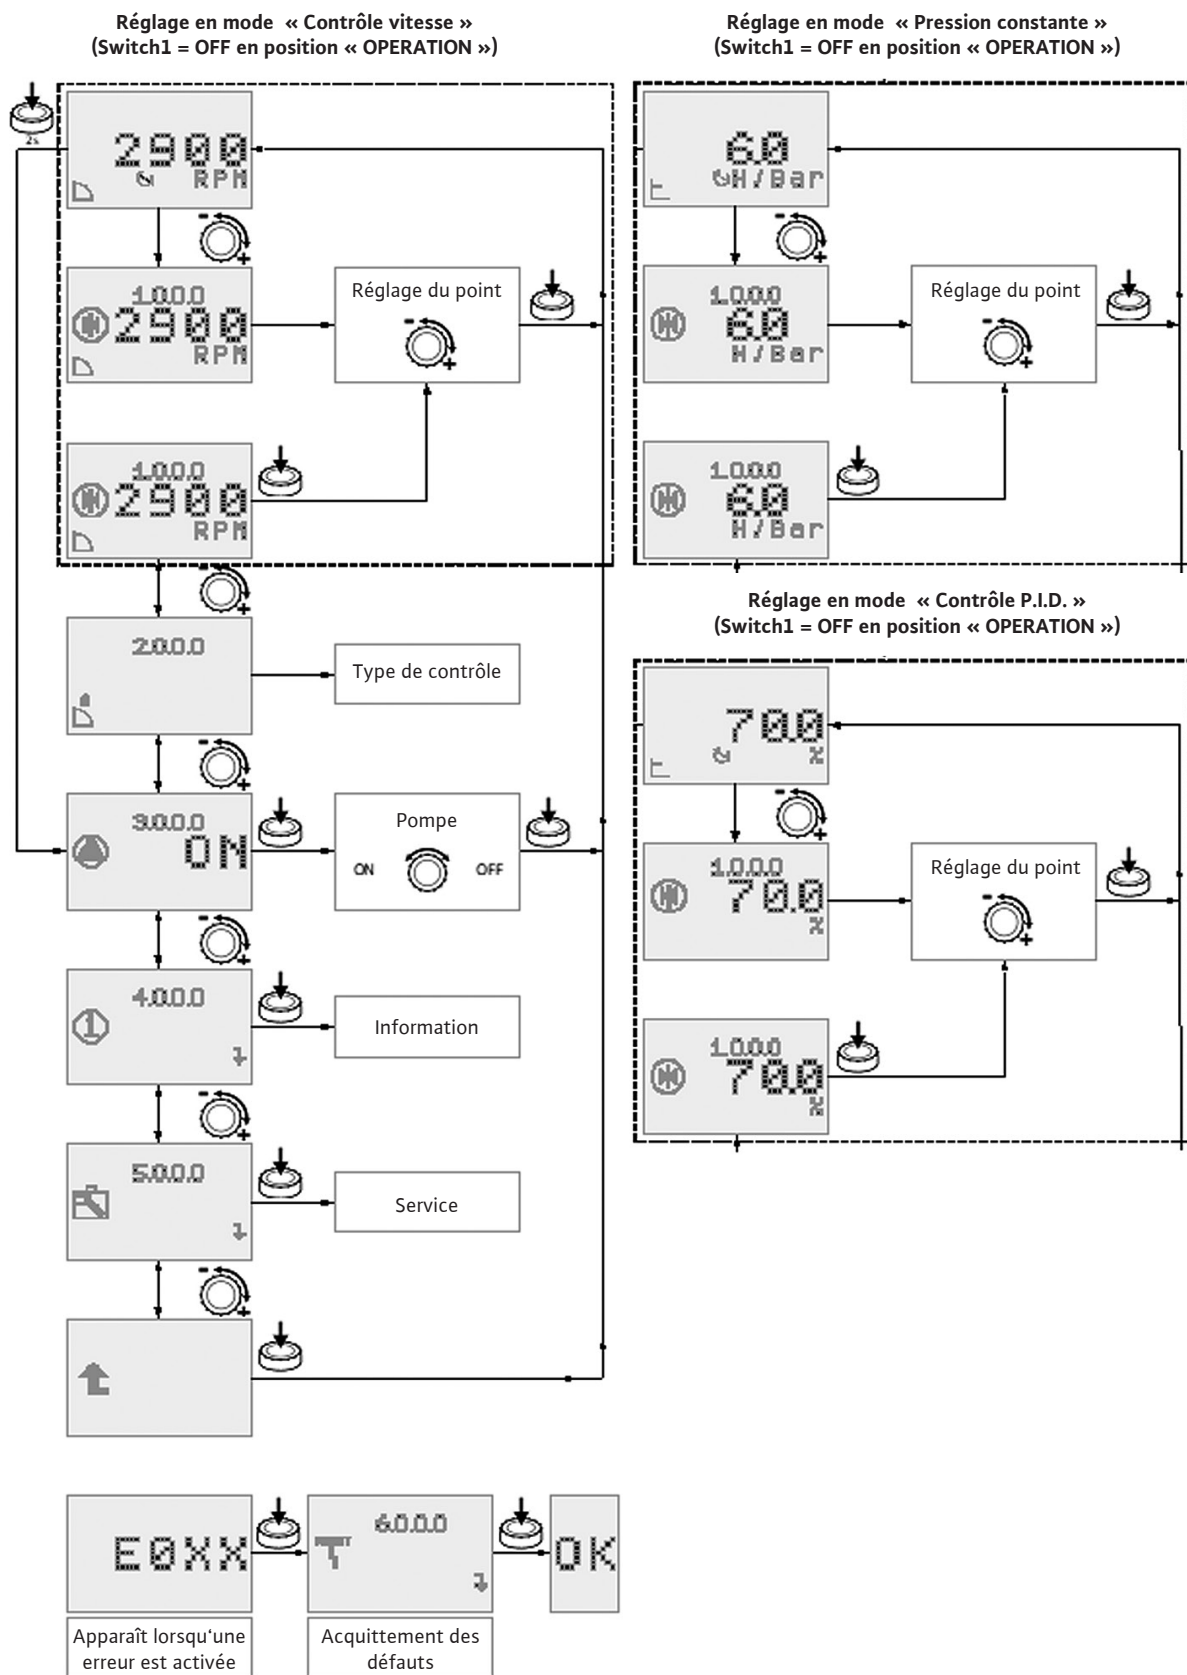 Réglage en mode « Contrôle vitesse »
(Switch1 = OFF en position « OPERATION »)
2s
2900
RPM
1.0.0.0
2900
RPM
Réglage du point
1.0.0.0
2900
RPM
2.0.0.0
Type de contrôle
3.0.0.0
ON
Pompe
ON
OFF
4.0.0.0
Information
5.0.0.0
Service
E0XX
6.0.0.0
OK
Apparaît lorsqu‘une
erreur est activée
Acquittement des
défauts
Réglage en mode « Pression constante »
(Switch1 = OFF en position « OPERATION »)
6.0
H/Bar
1.0.0.0
6.0
H/Bar
Réglage du point
1.0.0.0
6.0
H/Bar
Réglage en mode « Contrôle P.I.D. »
(Switch1 = OFF en position « OPERATION »)
70.0
%
1.0.0.0
70.0
%
Réglage du point
1.0.0.0
70.0
%